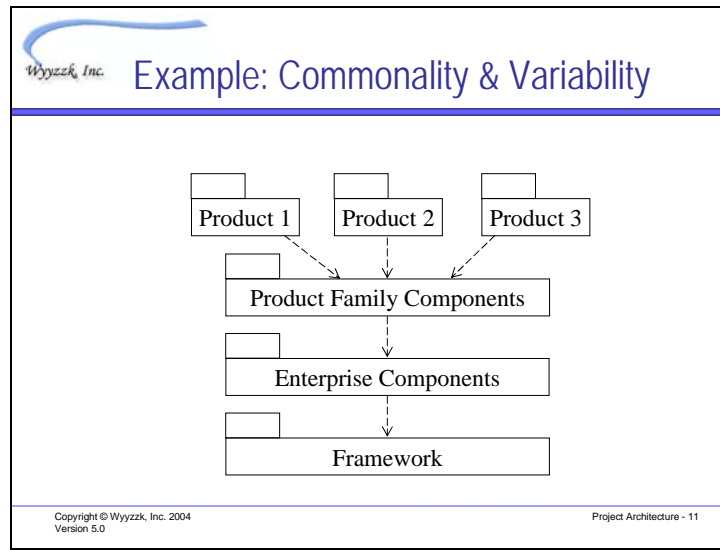 Wyyzzk, Inc.
Example: Commonality & Variability
Product 1
Product 2
Product 3
Product Family Components
Enterprise Components
Framework
Copyright © Wyyzzk, Inc. 2004
Version 5.0
Project Architecture - 11